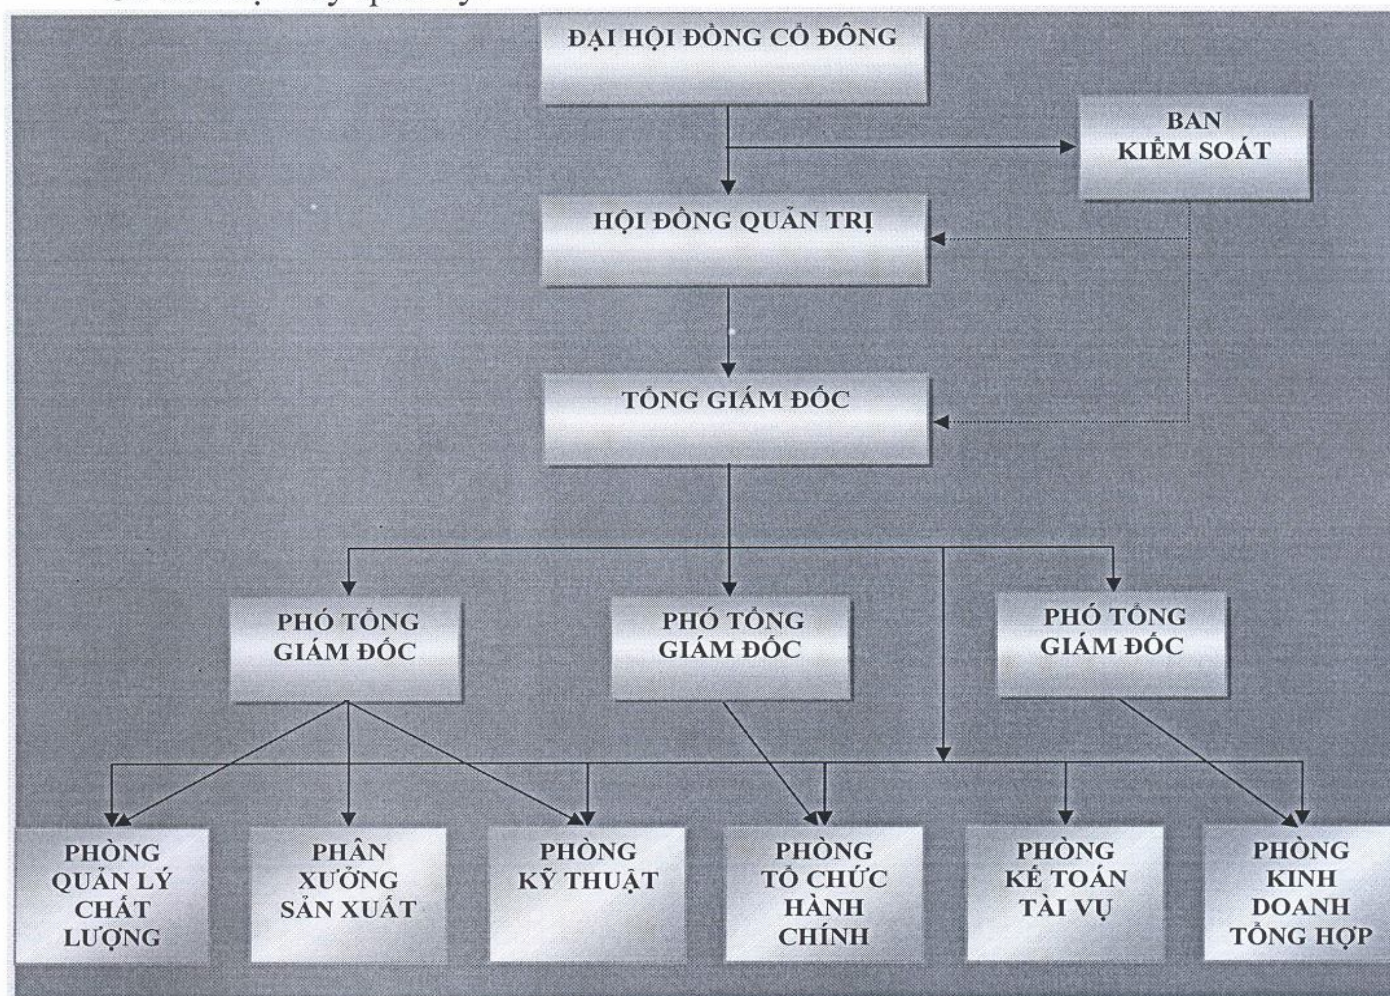 ĐẠI HỘI ĐỒNG CỔ ĐÔNG
BAN
KIỂM SOÁT
HỘI ĐỒNG QUẢN TRỊ
TỔNG GIÁM ĐỐC
PHÓ TỔNG
GIÁM ĐỐC
PHÓ TỔNG
GIÁM ĐỐC
PHÓ TỔNG
GIÁM ĐỐC
PHÒNG
QUẢN LÝ
CHẤT
LƯỢNG
PHÂN
XƯỞNG
SẢN XUẤT
PHÒNG
KỸ THUẬT
PHÒNG
TỔ CHỨC
HÀNH
CHÍNH
PHÒNG
KẾ TOÁN
TÀI VỤ
PHÒNG
KINH
DOANH
TỔNG HỢP